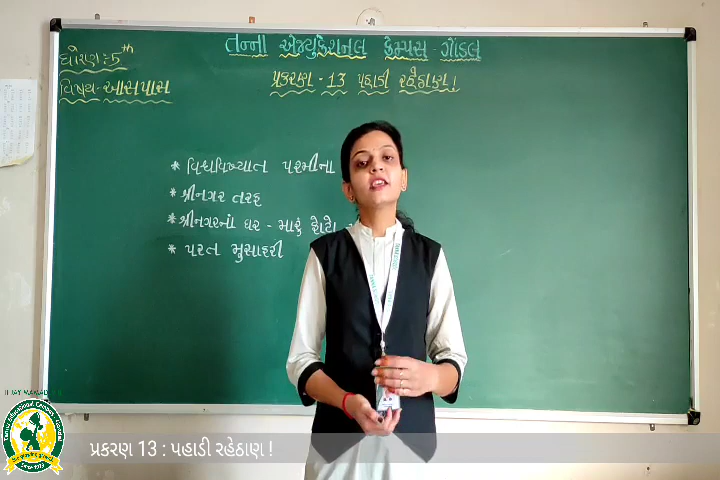 તન્ના એજ્યુકેશનલ કેમ્પસ - ગોંડલ
ધોરણ :- 5th
વિષય - આસપાસ
પ્રકરણ - 13 પહાડી રહેઠાણ !
* વિશ્વવિખ્યાત પશ્મીના
* શ્રીનગર તરફ
* શ્રીનગરનાં ઘર - મારું ફોટો
* પરત મુસાફરી
પ્રકરણ 13 : પહાડી રહેઠાણ !